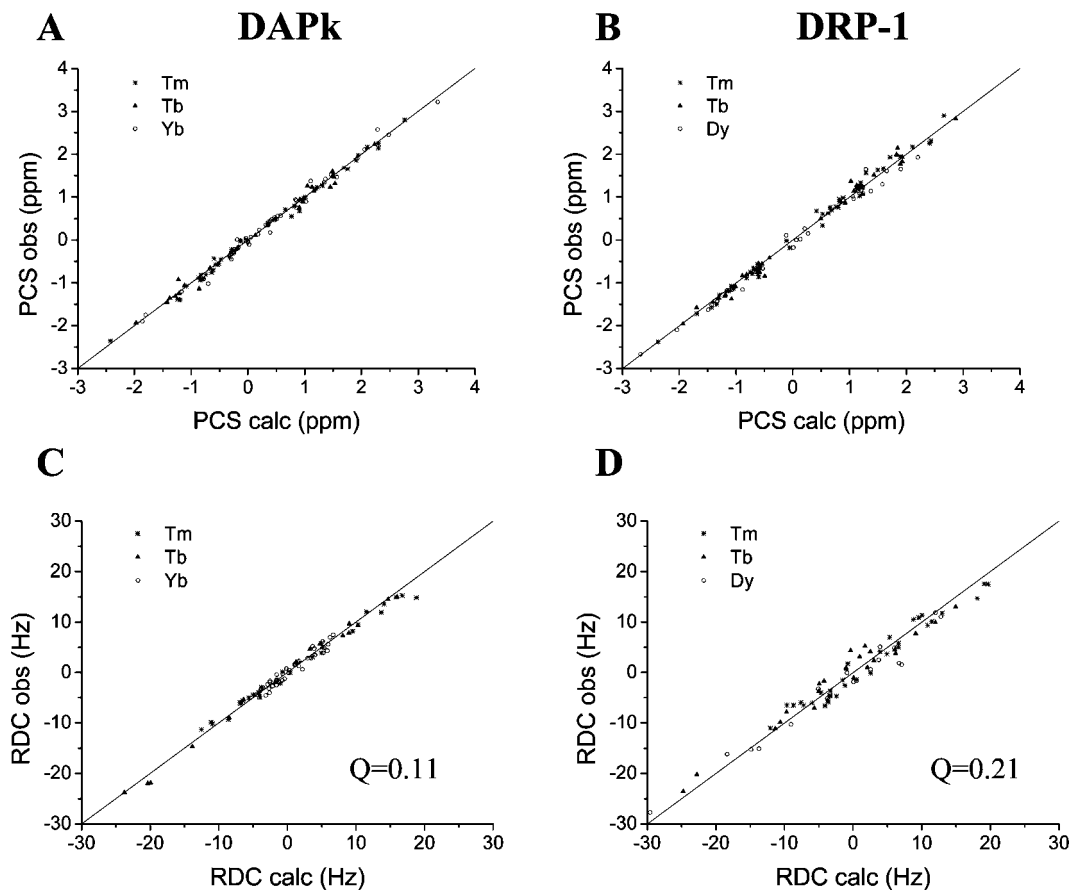 A DAPk
B DRP-1
4
3
2
1
0
-1
-2
-3
PCS obs (ppm)
Tm
Tb
Yb
-3 -2 -1 0 1 2 3 4
PCS calc (ppm)
4
3
2
1
0
-1
-2
-3
PCS obs (ppm)
Tm
Tb
Dy
-3 -2 -1 0 1 2 3 4
PCS calc (ppm)
C
30
20
10
0
-10
-20
-30
RDC obs (Hz)
Tm
Tb
Yb
Q=0.11
-30 -20 -10 0 10 20 30
RDC calc (Hz)
D
30
20
10
0
-10
-20
-30
RDC obs (Hz)
Tm
Tb
Dy
Q=0.21
-30 -20 -10 0 10 20 30
RDC calc (Hz)